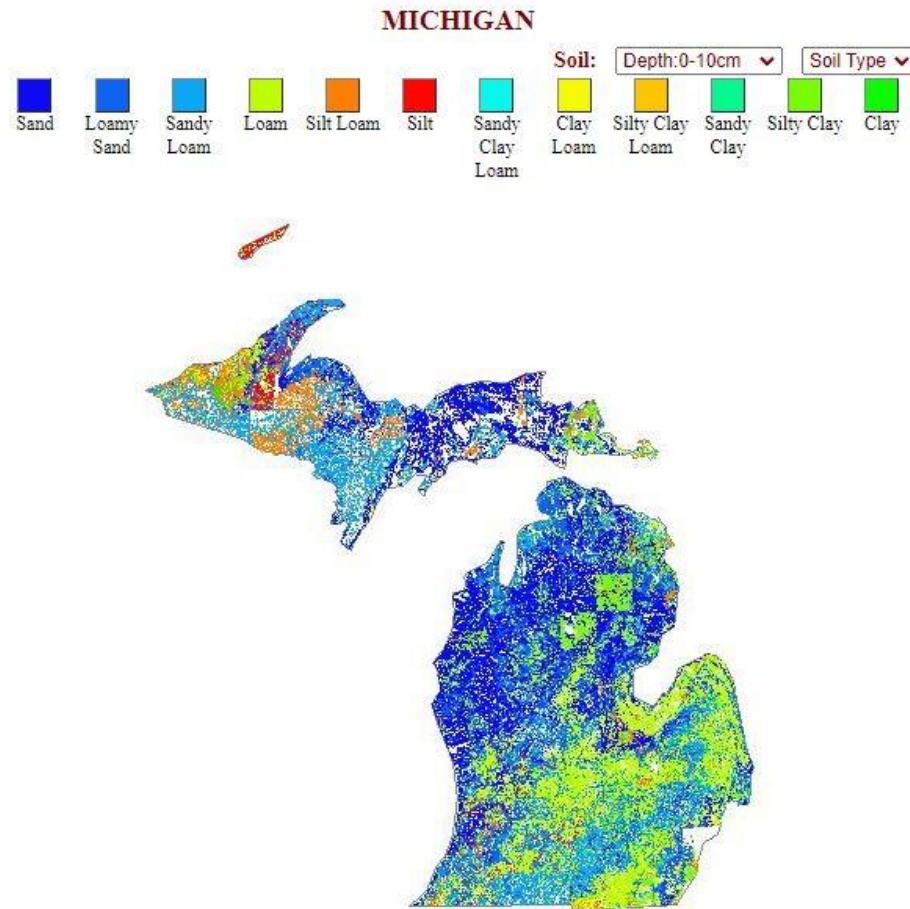 MICHIGAN
Soil: Depth:0-10cm Soil Type
Sand
Loamy
Sand
Sandy
Loam
Loam
Silt Loam
Silt
Sandy
Clay
Loam
Clay
Loam
Silty Clay
Loam
Sandy
Clay
Silty Clay
Clay